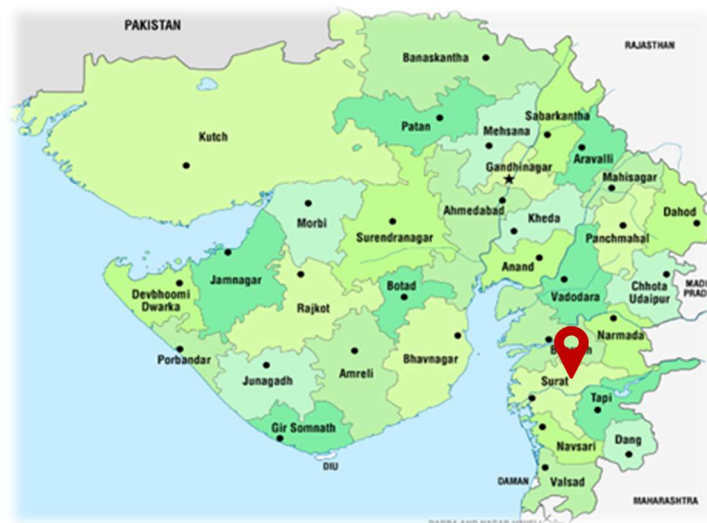 PAKISTAN
RAJASTHAN
Banaskantha
Sabarkantha
Patan
Mehsana
Kutch
Aravalli
Gandhinagar
Mahisagar
Ahmedabad
Kheda
Dahod
Morbi
Surendranagar
Panchmahal
Anand
Jamnagar
Botad
Vadodara
Chhota
Udaipur
Devbhoomi
Dwarka
Rajkot
Narmada
Porbandar
Bhavnagar
Junagadh
Amreli
Surat
Tapi
Gir Somnath
Dang
Navsari
DIU
DAMAN
Valsad
MAHARASHTRA